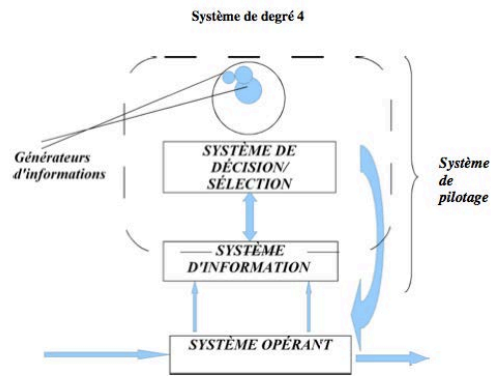 Système de degré 4
Générateurs
d'informations
SYSTÈME DE
DÉCISION/
SÉLECTION
Système
de
pilotage
SYSTÈME
D'INFORMATION
SYSTÈME OPÉRANT